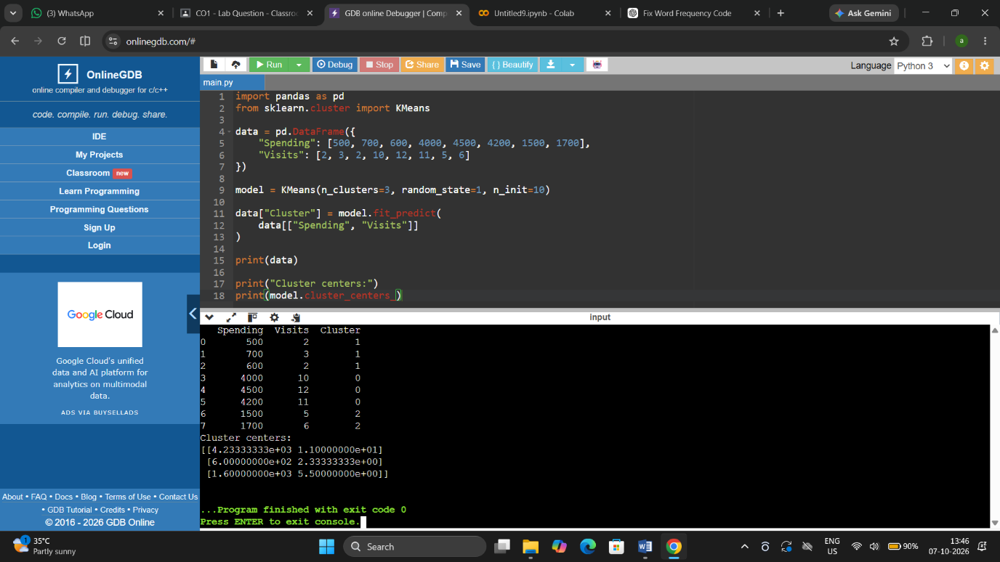 (3) WhatsApp
CO1 - Lab Question - Classroo
GDB online Debugger | Comp
Untitled9.ipynb - Colab
Fix Word Frequency Code
Ask Gemini
onlinegdb.com/#
a
OnlineGDB
online compiler and debugger for c/c++
code. compile. run. debug. share.
IDE
My Projects
Classroom new
Learn Programming
Programming Questions
Sign Up
Login
Google Cloud
Google Cloud's unified
data and AI platform for
analytics on multimodal
data.
ADS VIA BUYSELLADS
About • FAQ • Docs • Blog • Terms of Use • Contact Us
• GDB Tutorial • Credits • Privacy
© 2016 - 2026 GDB Online
Run Debug Stop Share Save { } Beautify
Language Python 3
main.py
1 import pandas as pd
2 from sklearn.cluster import KMeans
3
4 data = pd.DataFrame({
5     "Spending": [500, 700, 600, 4000, 4500, 4200, 1500, 1700],
6     "Visits": [2, 3, 2, 10, 12, 11, 5, 6]
7 })
8
9 model = KMeans(n_clusters=3, random_state=1, n_init=10)
10
11 data["Cluster"] = model.fit_predict(
12     data[["Spending", "Visits"]]
13 )
14
15 print(data)
16
17 print("Cluster centers:")
18 print(model.cluster_centers_)
input
   Spending  Visits  Cluster
0       500       2        1
1       700       3        1
2       600       2        1
3      4000      10        0
4      4500      12        0
5      4200      11        0
6      1500       5        2
7      1700       6        2
Cluster centers:
[[4.23333333e+03 1.10000000e+01]
 [6.00000000e+02 2.33333333e+00]
 [1.60000000e+03 5.50000000e+00]]
...Program finished with exit code 0
Press ENTER to exit console.
1
35°C
Partly sunny
Search
ENG
US
90%
13:46
07-10-2026